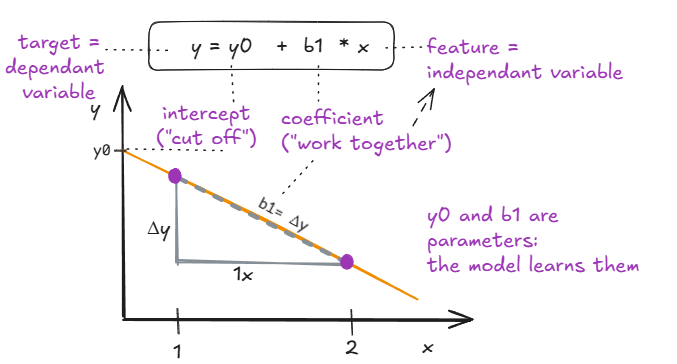 target =
dependant
variable
y = y0 + b1 * x
feature =
independant variable
intercept
("cut off")
coefficient
("work together")
y
y0
b1= Δy
Δy
1x
y0 and b1 are
parameters:
the model learns them
1
2
x